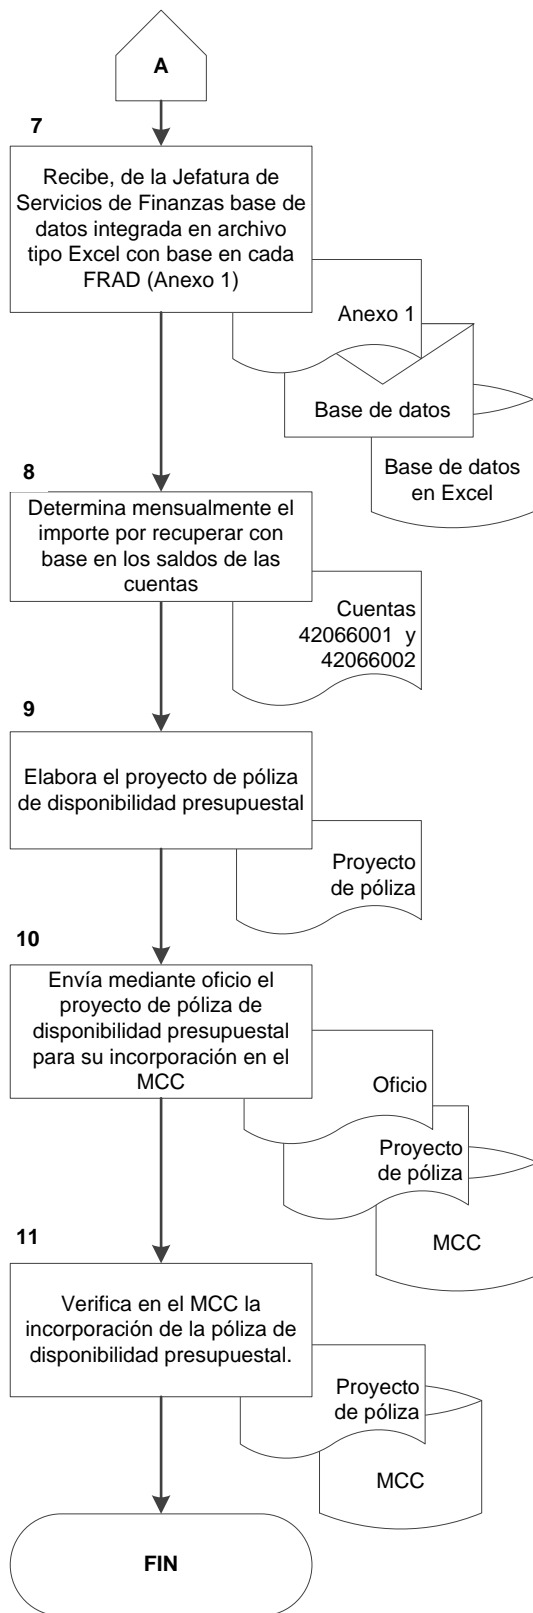 A
7
Recibe, de la Jefatura de
Servicios de Finanzas base de
datos integrada en archivo
tipo Excel con base en cada
FRAD (Anexo 1)
Anexo 1
Base de datos
Base de datos
en Excel
8
Determina mensualmente el
importe por recuperar con
base en los saldos de las
cuentas
Cuentas
42066001 y
42066002
9
Elabora el proyecto de póliza
de disponibilidad presupuestal
Proyecto
de póliza
10
Envía mediante oficio el
proyecto de póliza de
disponibilidad presupuestal
para su incorporación en el
MCC
Oficio
Proyecto
de póliza
MCC
11
Verifica en el MCC la
incorporación de la póliza de
disponibilidad presupuestal.
Proyecto
de póliza
MCC
FIN